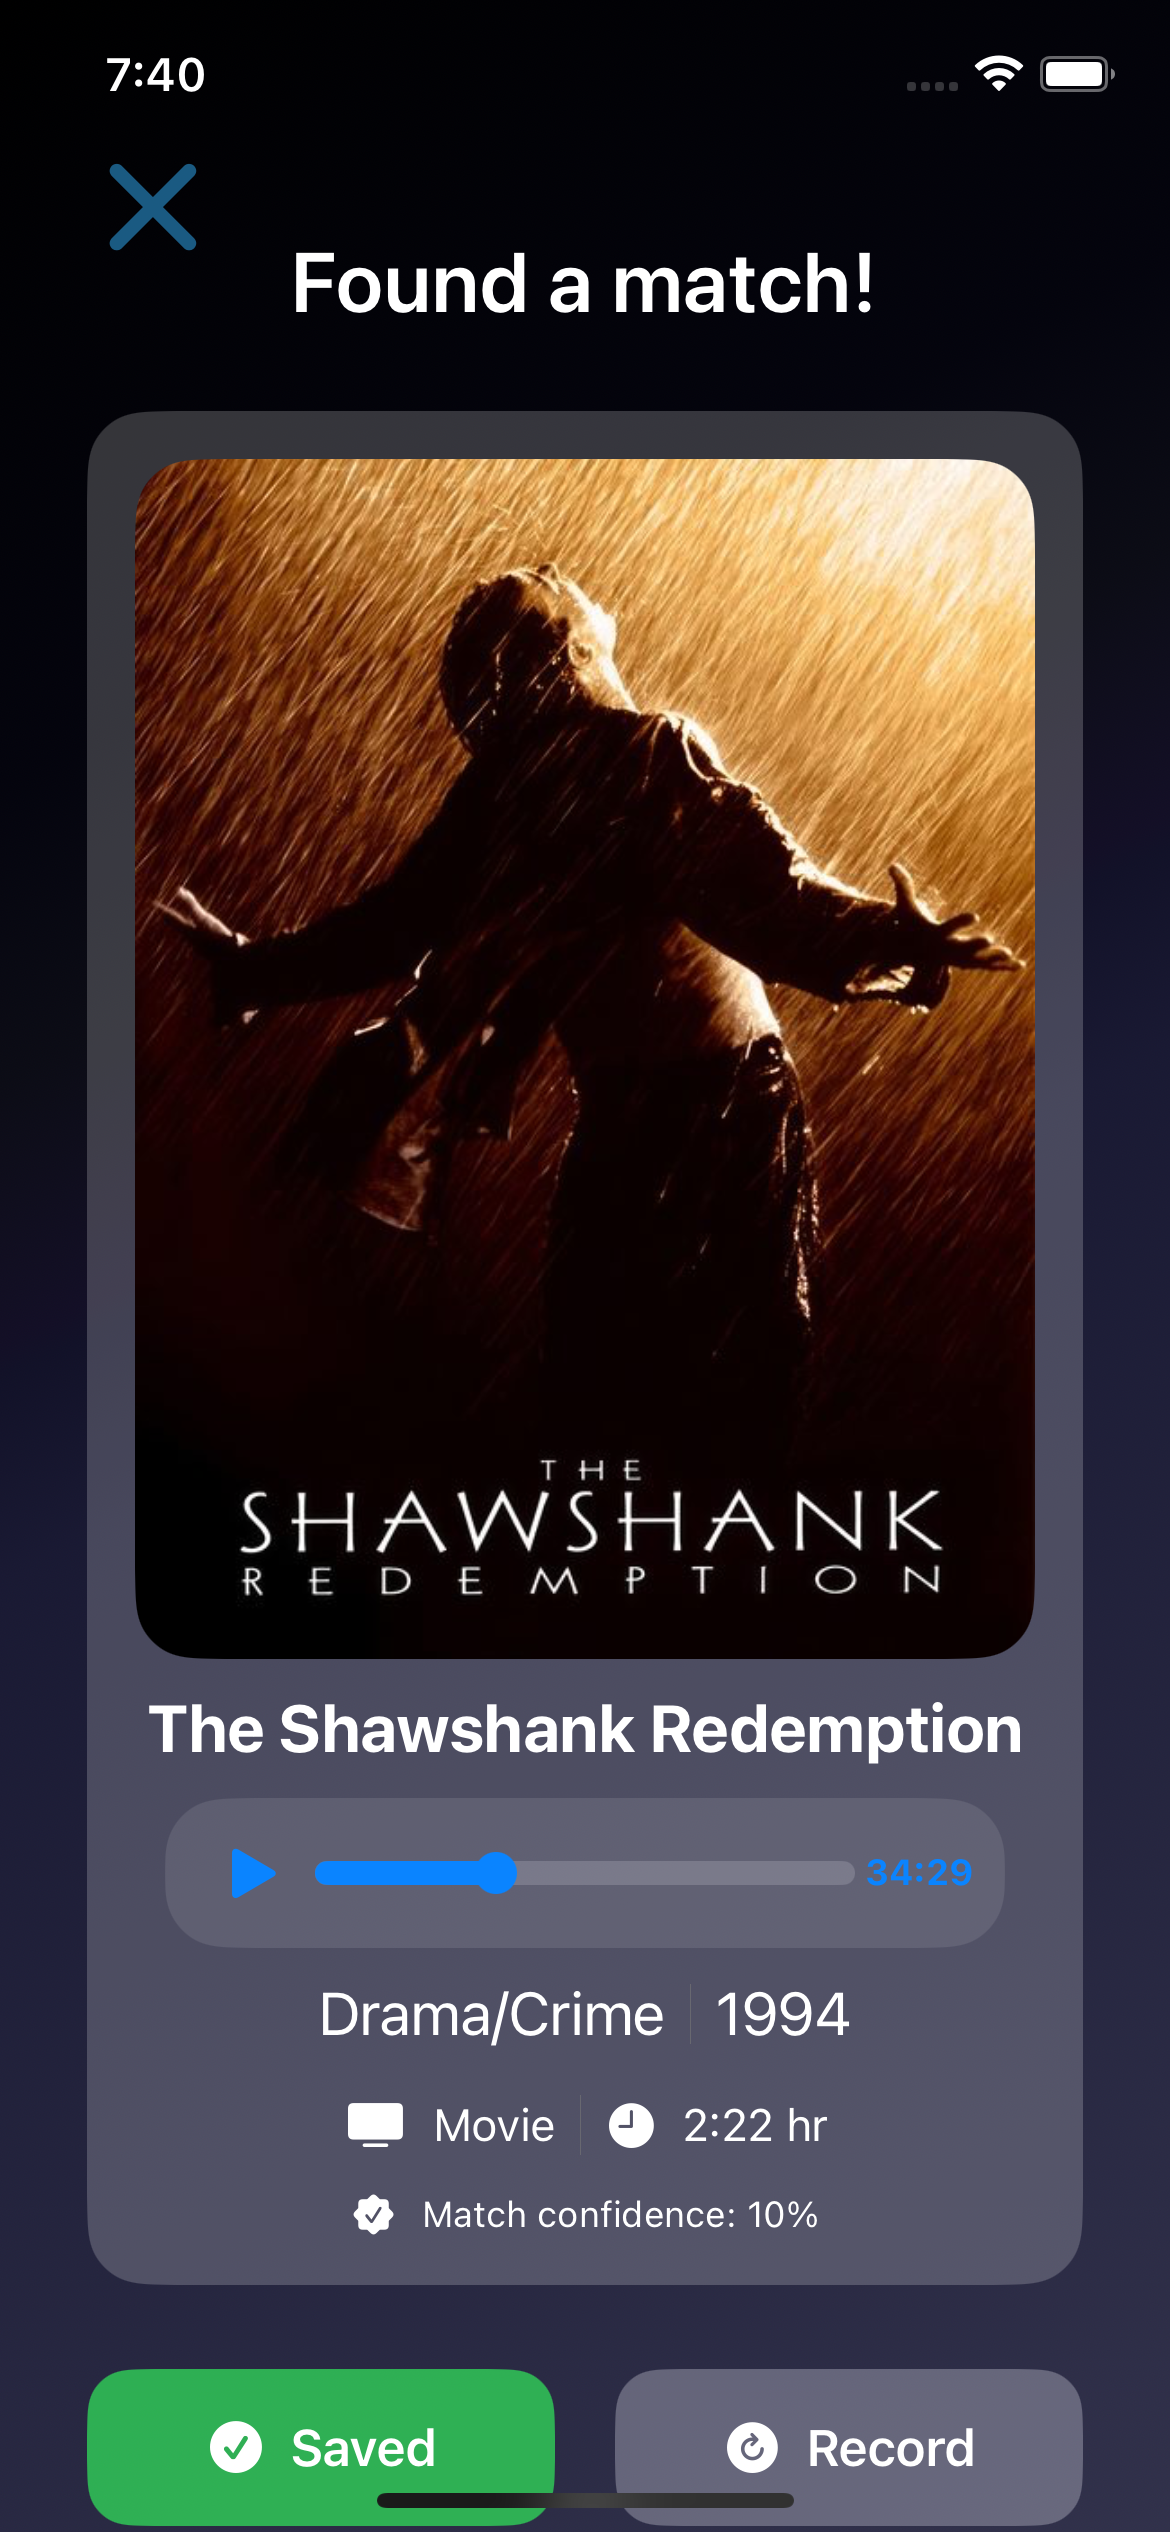 7:40
Found a match!
THE
SHAWSHANK
REDEMPTION
The Shawshank Redemption
34:29
Drama/Crime 1994
Movie 2:22 hr
Match confidence: 10%
Saved Record